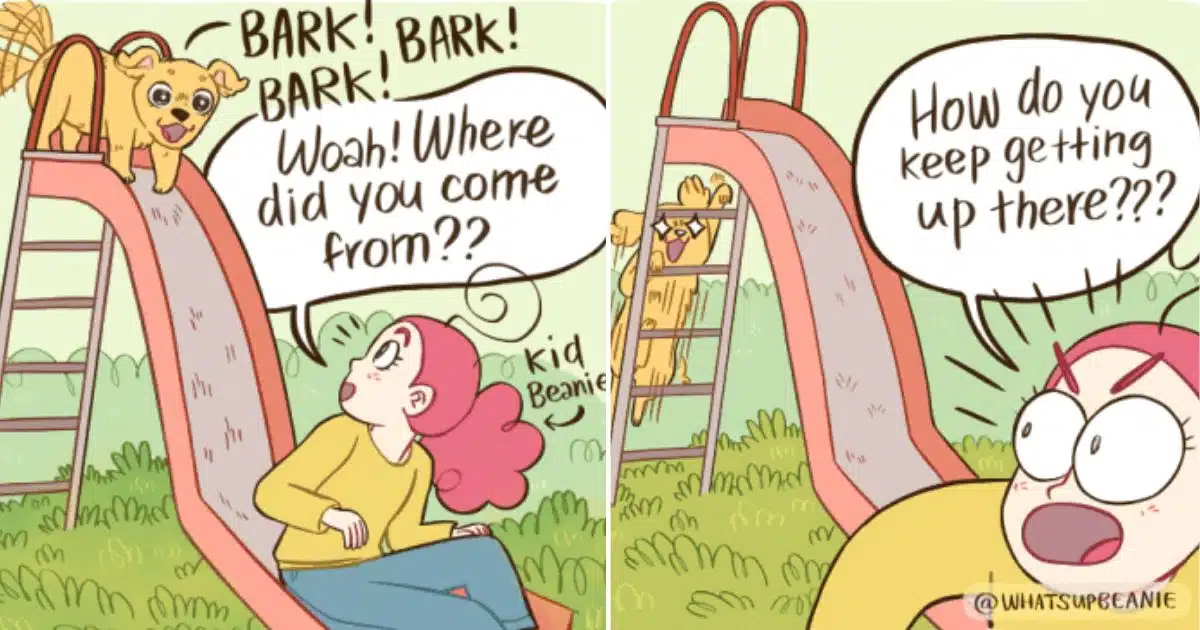 BARK! BARK!
BARK!
Woah! Where
did you come
from??
kid
Beanie
How do you
keep getting
up there???
@WHATSUPBEANIE